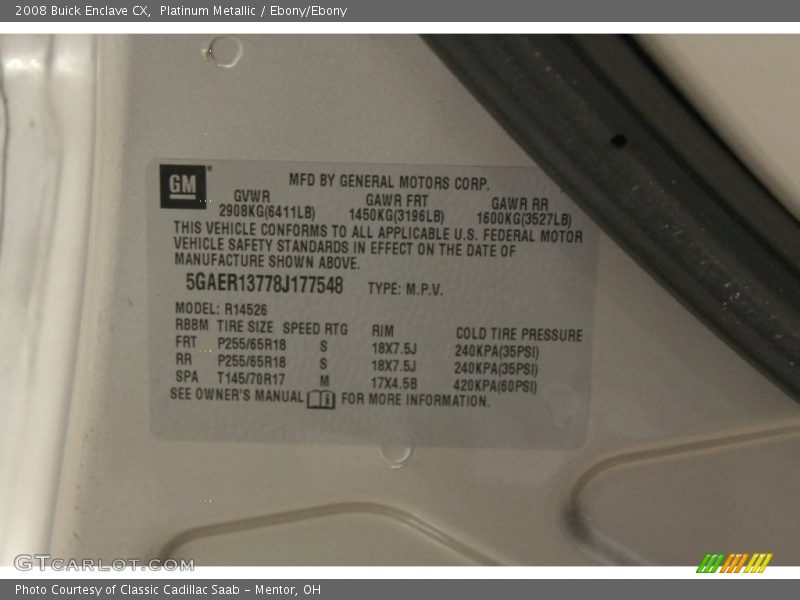 2008 Buick Enclave CX, Platinum Metallic / Ebony/Ebony
GM
MFD BY GENERAL MOTORS CORP.
GVWR GAWR FRT GAWR RR
2908KG(6411LB) 1450KG(3196LB) 1600KG(3527LB)
THIS VEHICLE CONFORMS TO ALL APPLICABLE U.S. FEDERAL MOTOR
VEHICLE SAFETY STANDARDS IN EFFECT ON THE DATE OF
MANUFACTURE SHOWN ABOVE.
5GAER13778J177548 TYPE: M.P.V.
MODEL: R14526
RBBM TIRE SIZE SPEED RTG RIM COLD TIRE PRESSURE
FRT P255/65R18 S 18X7.5J 240KPA(35PSI)
RR P255/65R18 S 18X7.5J 240KPA(35PSI)
SPA T145/70R17 M 17X4.5B 420KPA(60PSI)
SEE OWNER'S MANUAL i FOR MORE INFORMATION.
GTCARLOT.COM
Photo Courtesy of Classic Cadillac Saab - Mentor, OH